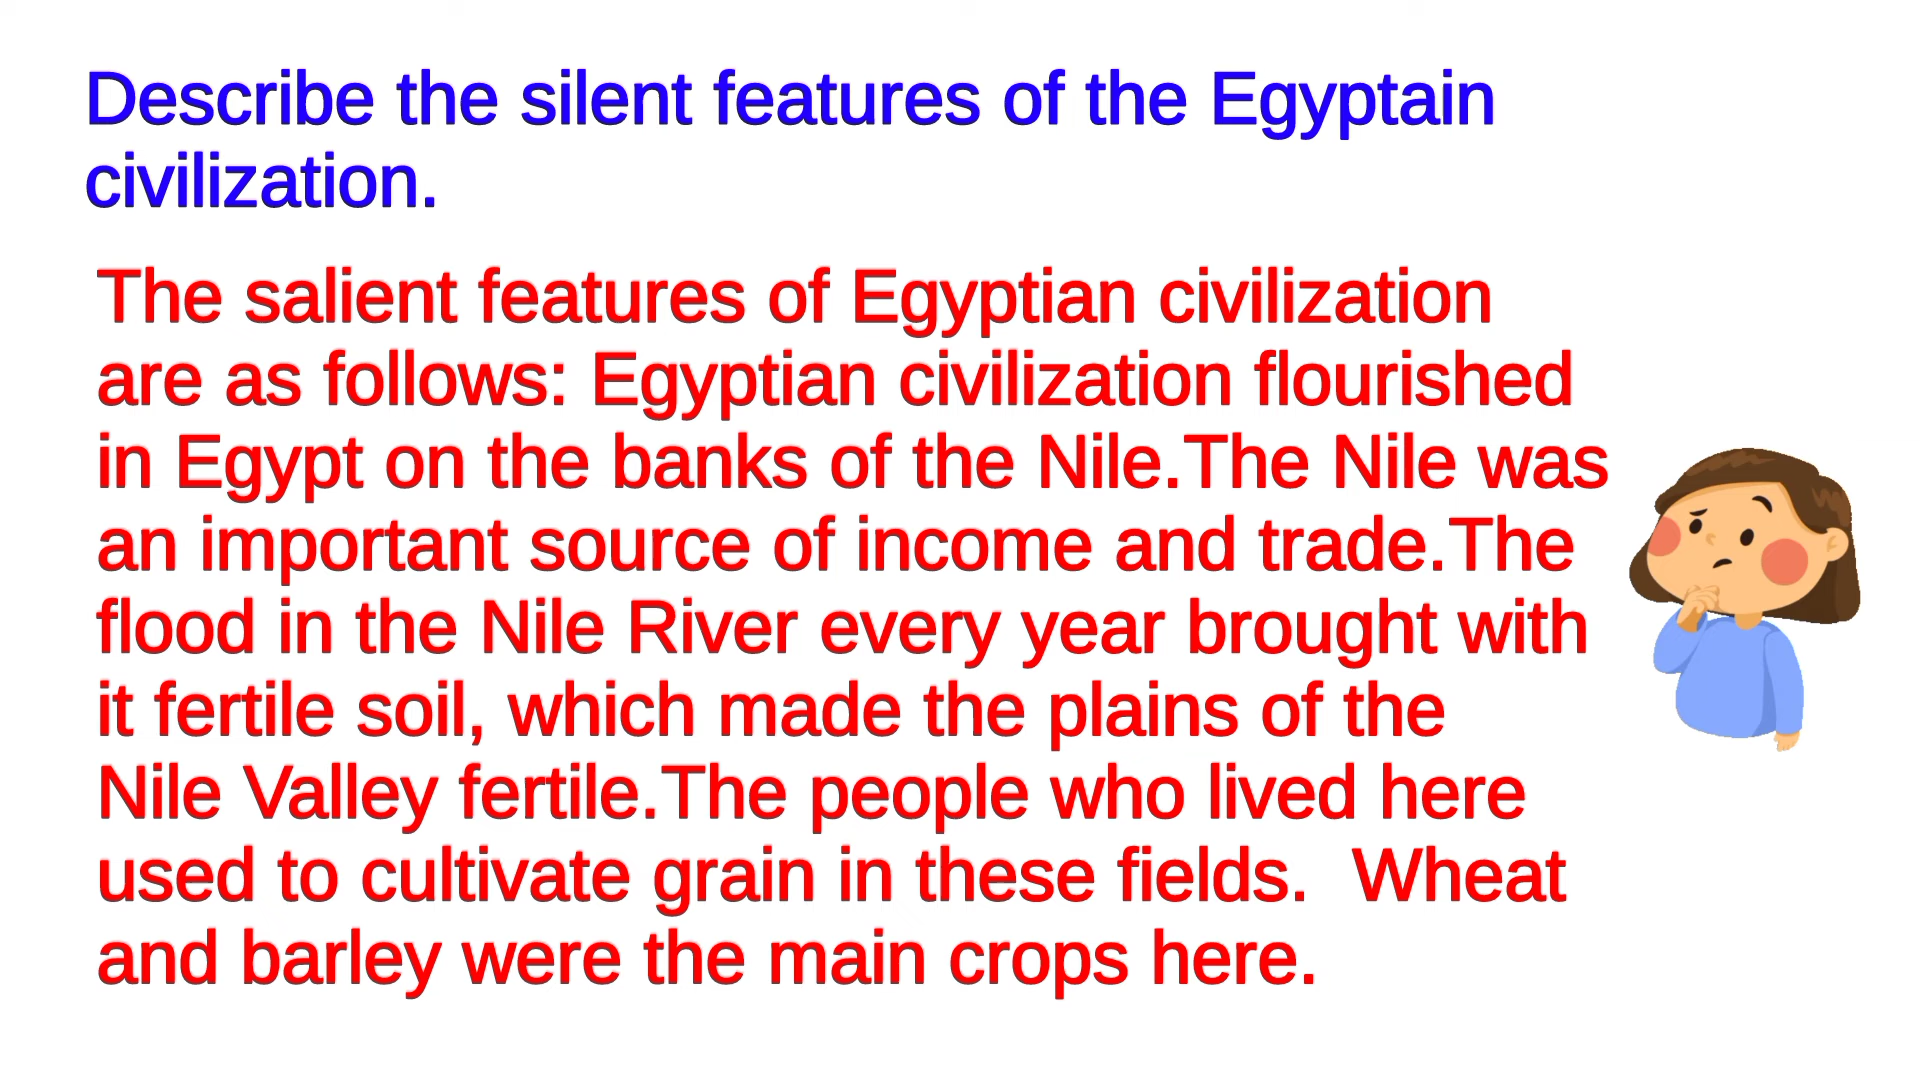 Describe the silent features of the Egyptain
civilization.
The salient features of Egyptian civilization
are as follows: Egyptian civilization flourished
in Egypt on the banks of the Nile.The Nile was
an important source of income and trade.The
flood in the Nile River every year brought with
it fertile soil, which made the plains of the
Nile Valley fertile.The people who lived here
used to cultivate grain in these fields.  Wheat
and barley were the main crops here.